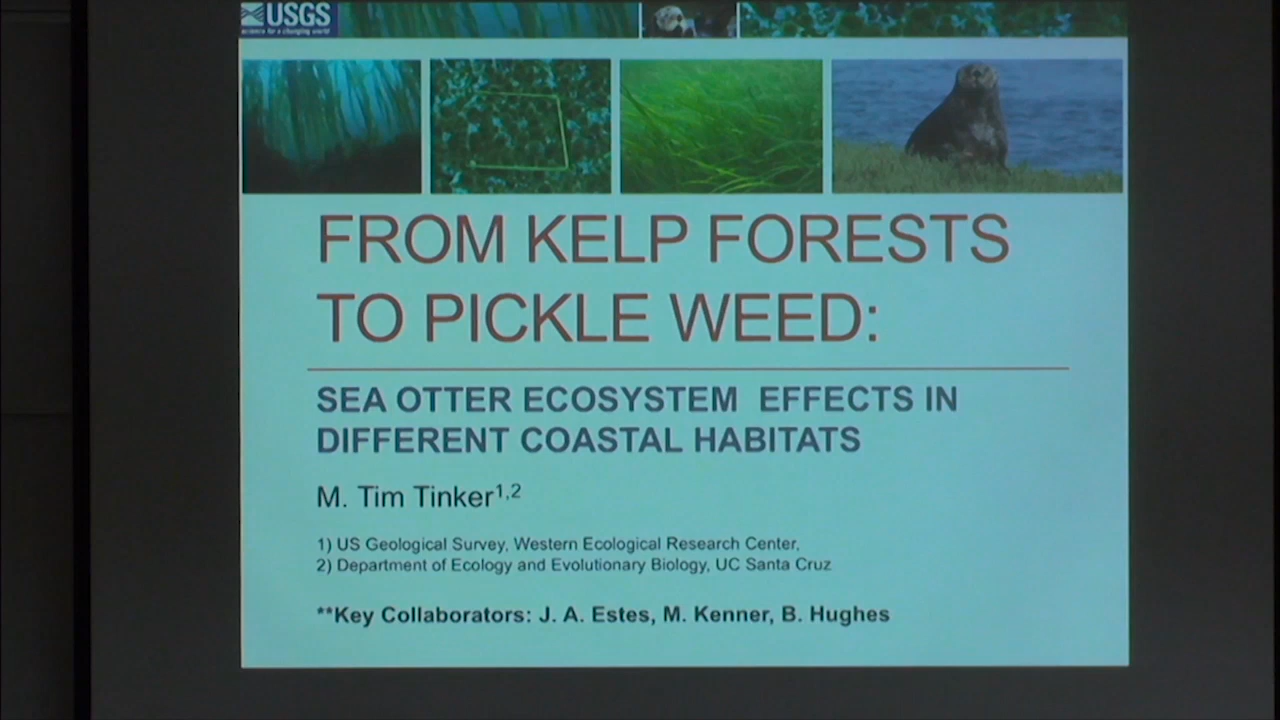 USGS
science for a changing world
FROM KELP FORESTS
TO PICKLE WEED:
SEA OTTER ECOSYSTEM EFFECTS IN
DIFFERENT COASTAL HABITATS
M. Tim Tinker1,2
1) US Geological Survey, Western Ecological Research Center,
2) Department of Ecology and Evolutionary Biology, UC Santa Cruz
**Key Collaborators: J. A. Estes, M. Kenner, B. Hughes